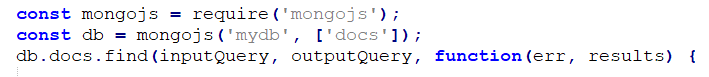 const mongojs = require('mongojs');
const db = mongojs('mydb', ['docs']);
db.docs.find(inputQuery, outputQuery, function(err, results) {